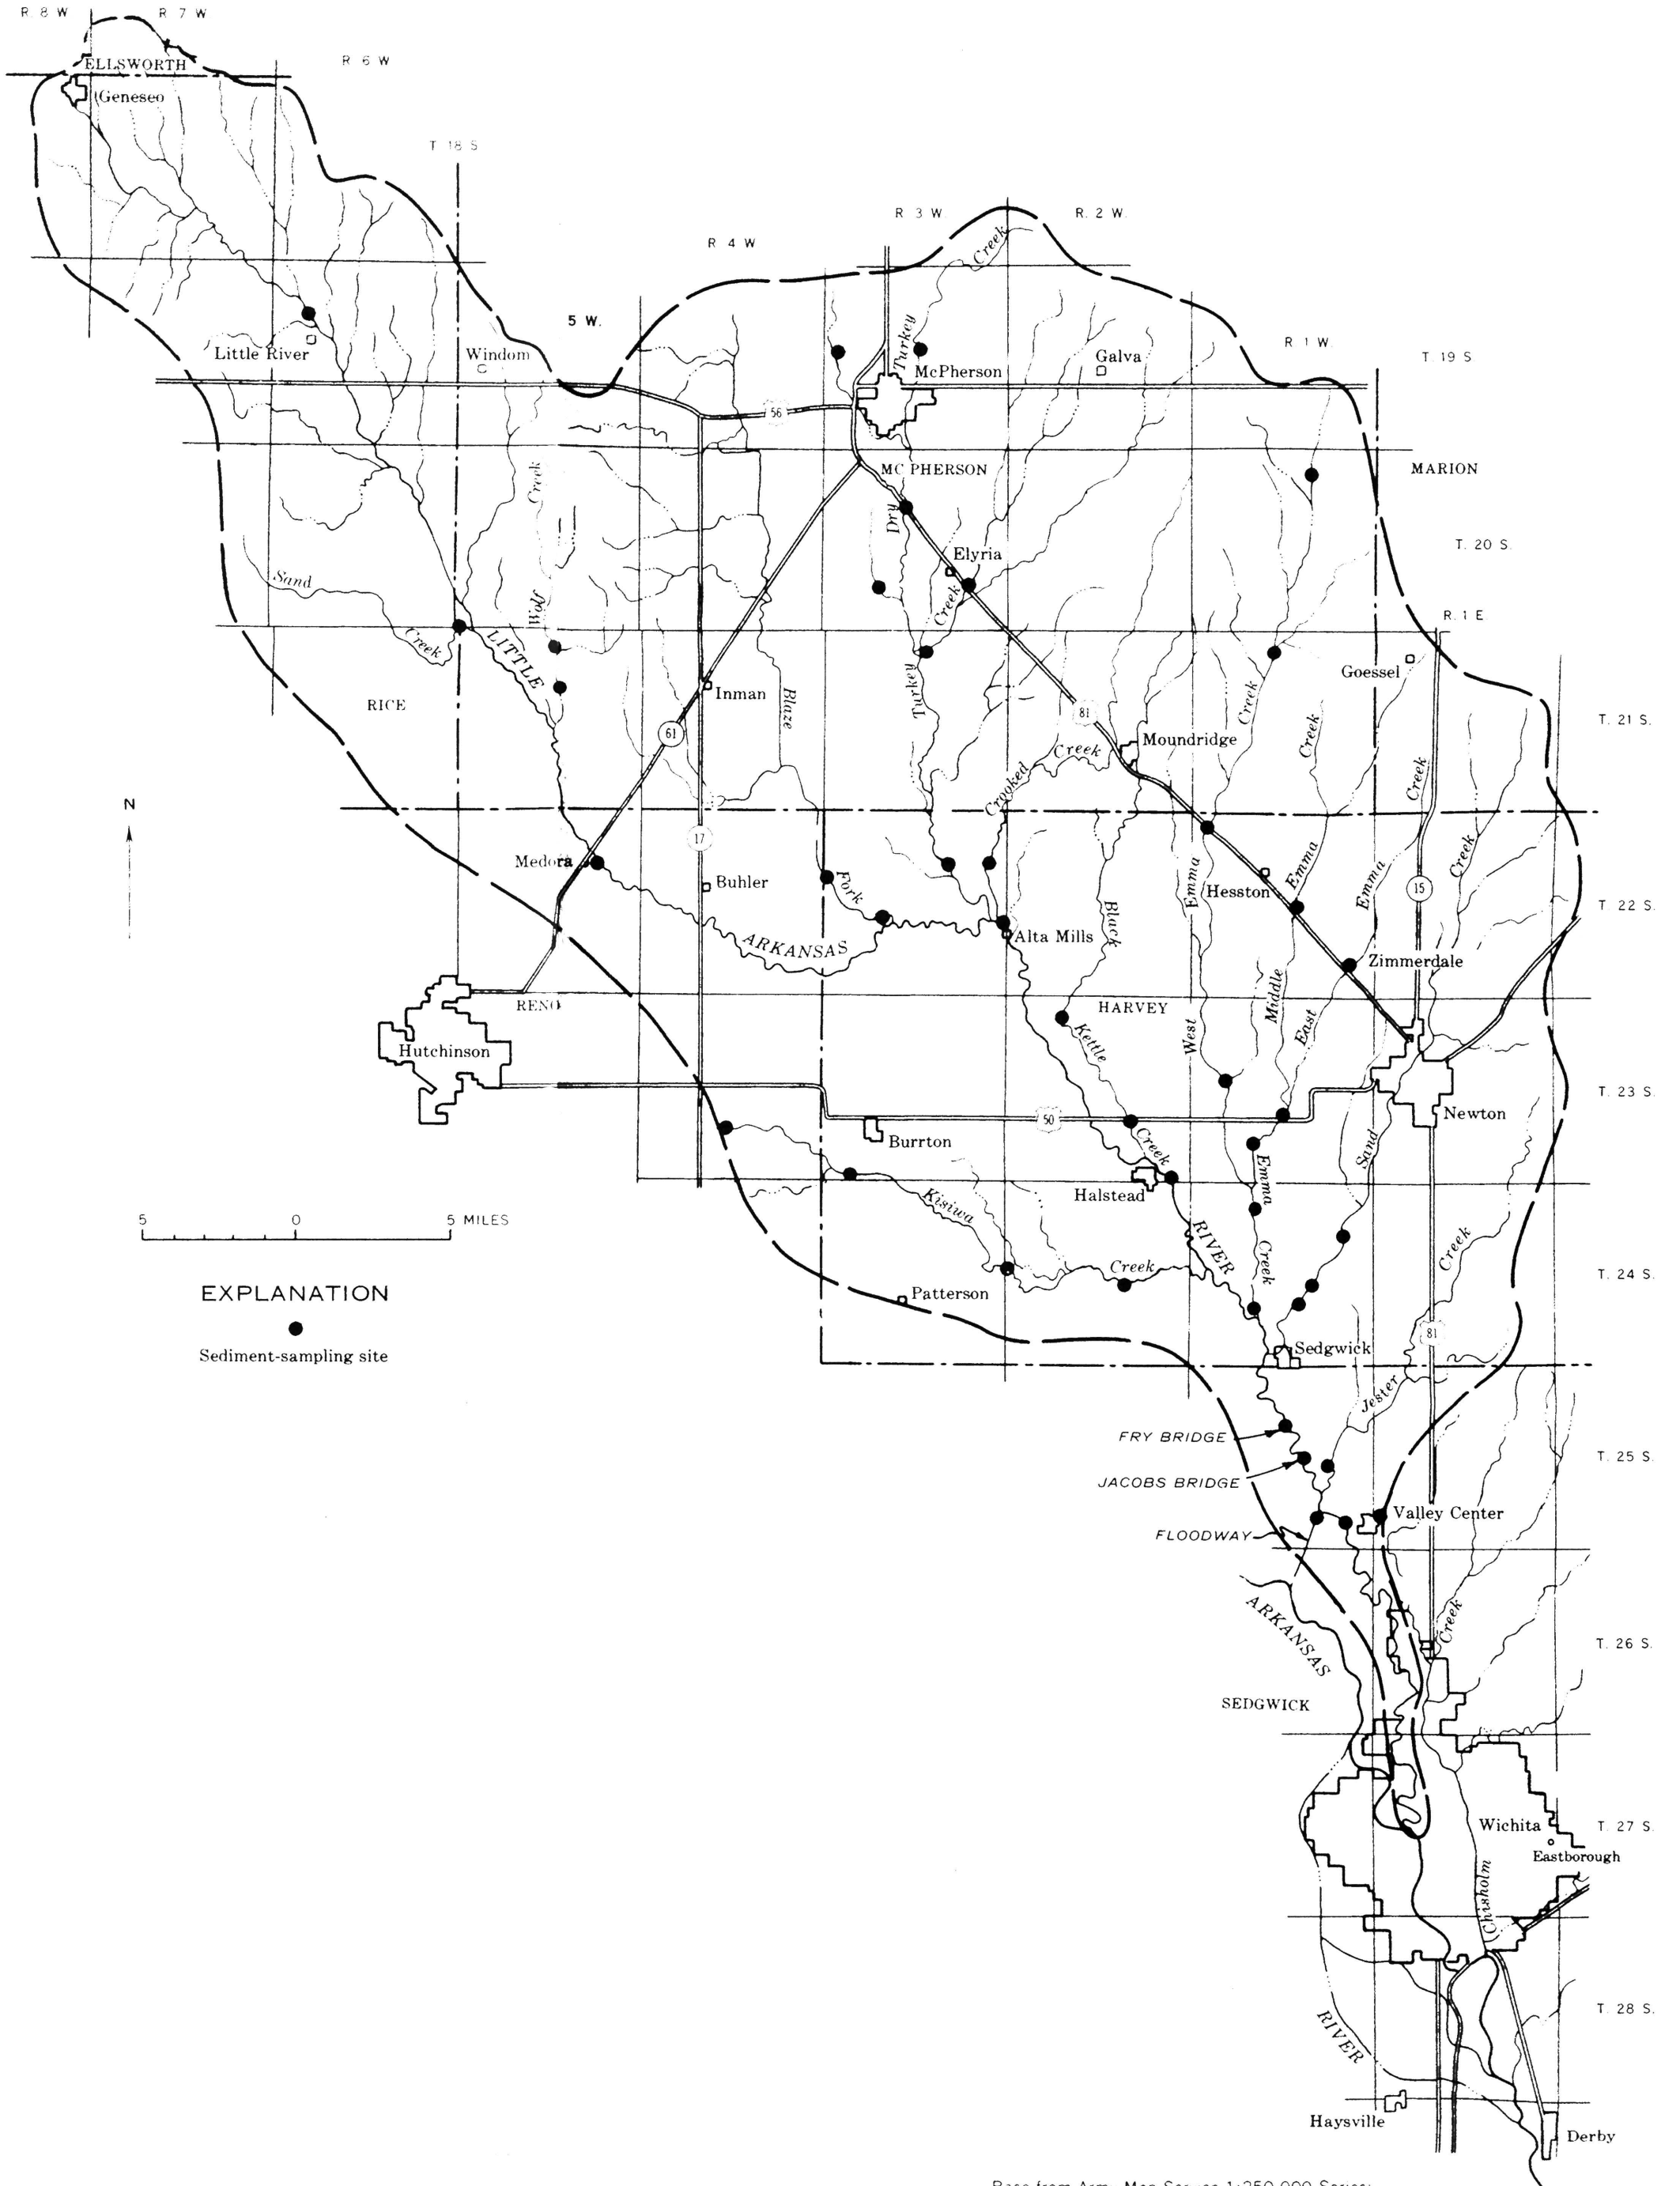 R. 8 W.
R. 7 W.
R 6 W
ELLSWORTH
Geneseo
T 18 S
R 3 W
R. 2 W.
R 4 W
Creek
5 W.
Little River
Windom
Turkey
McPherson
Galva
R 1 W.
T. 19 S
56
MC PHERSON
MARION
Creek
Dry
Elyria
T. 20 S.
Sand
Creek
Wolf
Creek
LITTLE
R. 1 E.
Goessel
RICE
Inman
Blaze
Turkey
Creek
T. 21 S.
61
81
Moundridge
Creek
Creek
Crooked
Creek
N
17
Medora
Buhler
Fork
Black
Emma
Hesston
Emma
Emma
Creek
15
T 22 S.
ARKANSAS
Alta Mills
Zimmerdale
RENO
HARVEY
Middle
Hutchinson
Kettle
West
East
T. 23 S.
50
Newton
Burrton
Creek
Sand
Halstead
Emma
Kisiwa
RIVER
5 0 5 MILES
Creek
Creek
Creek
T. 24 S.
EXPLANATION
Patterson
Sediment-sampling site
81
Sedgwick
Jester
FRY BRIDGE
T. 25 S.
JACOBS BRIDGE
Valley Center
FLOODWAY
ARKANSAS
Creek
T. 26 S.
SEDGWICK
Wichita
T. 27 S.
Eastborough
Chisholm
T. 28 S.
RIVER
Haysville
Derby